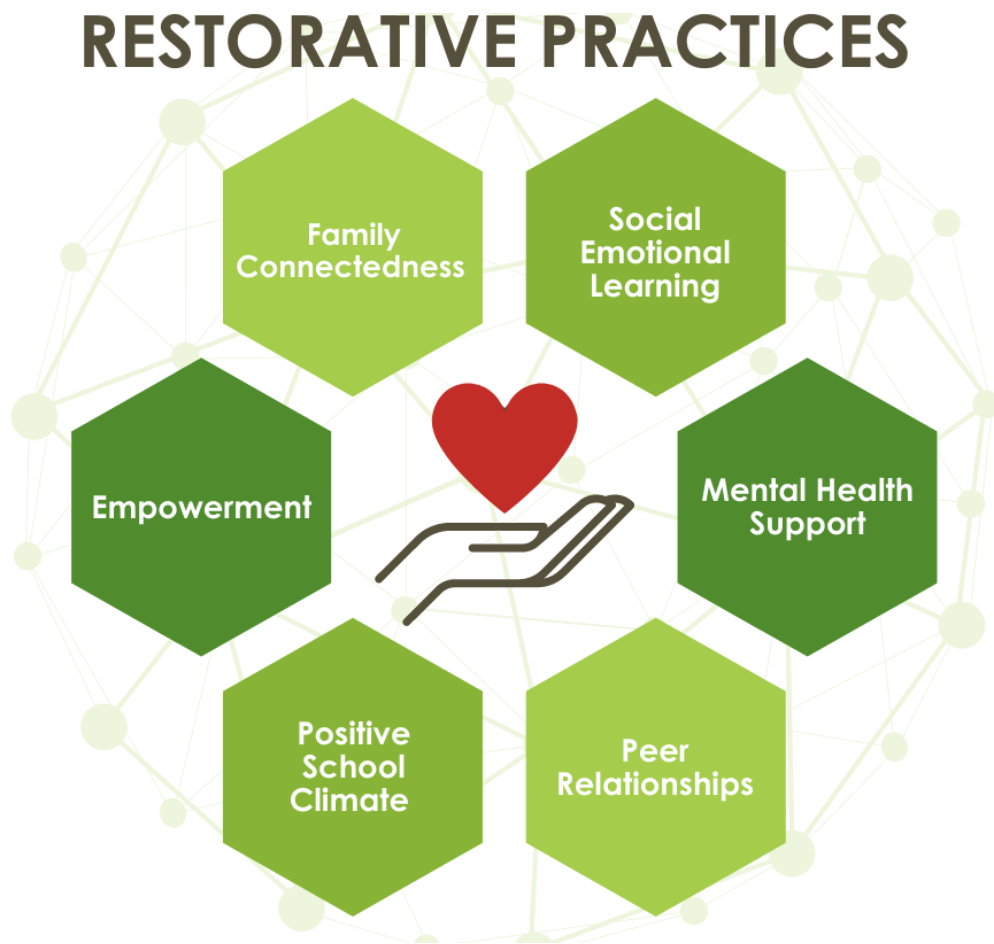 RESTORATIVE PRACTICES
Family
Connectedness
Social
Emotional
Learning
Empowerment
Mental Health
Support
Positive
School
Climate
Peer
Relationships